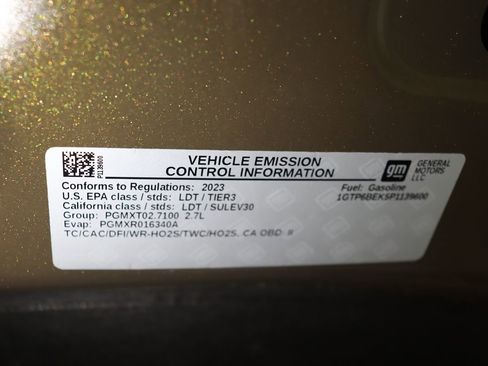 P1139600
VEHICLE EMISSION
CONTROL INFORMATION
gm GENERAL
MOTORS
LLC
Conforms to Regulations: 2023
Fuel: Gasoline
U.S. EPA class / stds: LDT / TIER3
1GTP6BEK5P1139600
California class / stds: LDT / SULEV30
Group: PGMXT02.7100 2.7L
Evap: PGMXR016340A
TC/CAC/DFI/WR-HO2S/TWC/HO2S, CA OBD II